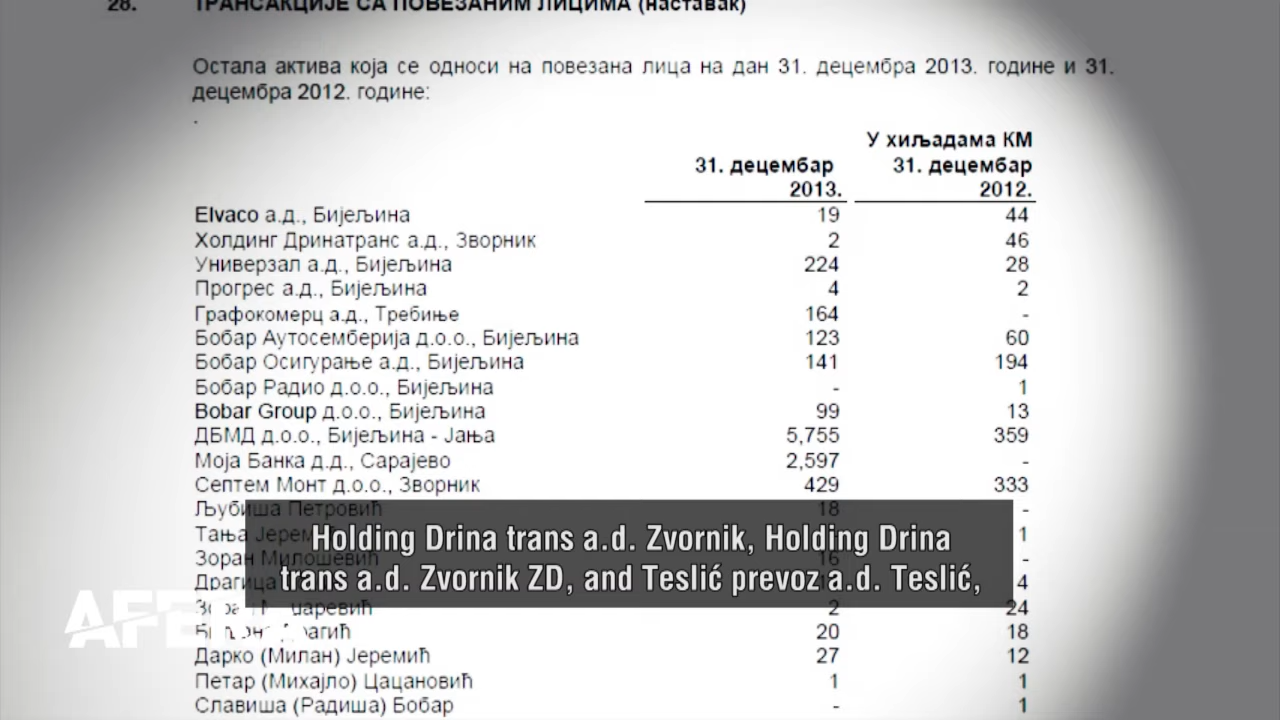 28. ТРАНСАКЦИЈЕ СА ПОВЕЗАНИМ ЛИЦИМА (наставак)
Остала актива која се односи на повезана лица на дан 31. децембра 2013. године и 31.
децембра 2012. године:
.
У хиљадама КМ
31. децембар 31. децембар
2013. 2012.
Elvaco а.д., Бијељина 19 44
Холдинг Дринатранс а.д., Зворник 2 46
Универзал а.д., Бијељина 224 28
Прогрес а.д., Бијељина 4 2
Графокомерц а.д., Требиње 164 -
Бобар Аутосемберија д.о.о., Бијељина 123 60
Бобар Осигурање а.д., Бијељина 141 194
Бобар Радио д.о.о., Бијељина - 1
Bobar Group д.о.о., Бијељина 99 13
ДБМД д.о.о., Бијељина - Јања 5,755 359
Моја Банка д.д., Сарајево 2,597 -
Септем Монт д.о.о., Зворник 429 333
Љубиша Петровић 18 -
Тања 1
Зоран Милошевић 16 -
Драгица 4
2 24
20 18
Дарко (Милан) Јеремић 27 12
Петар (Михајло) Цацановић 1 1
Славиша (Радиша) Бобар - 1
Holding Drina trans a.d. Zvornik, Holding Drina
trans a.d. Zvornik ZD, and Teslić prevoz a.d. Teslić,